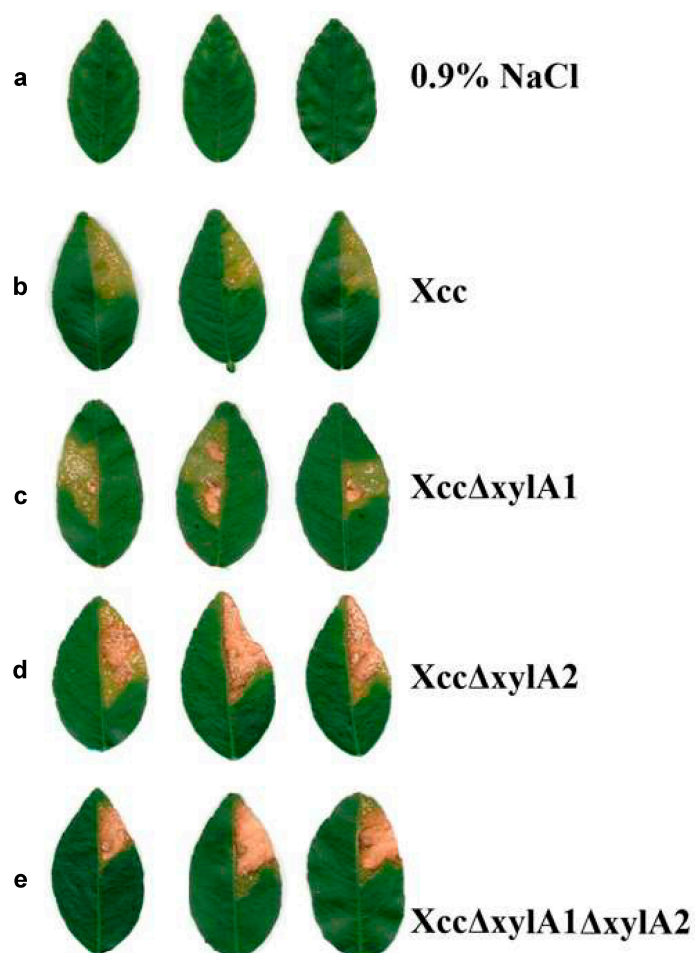 a 0.9% NaCl
b Xcc
c XccΔxylA1
d XccΔxylA2
e XccΔxylA1ΔxylA2